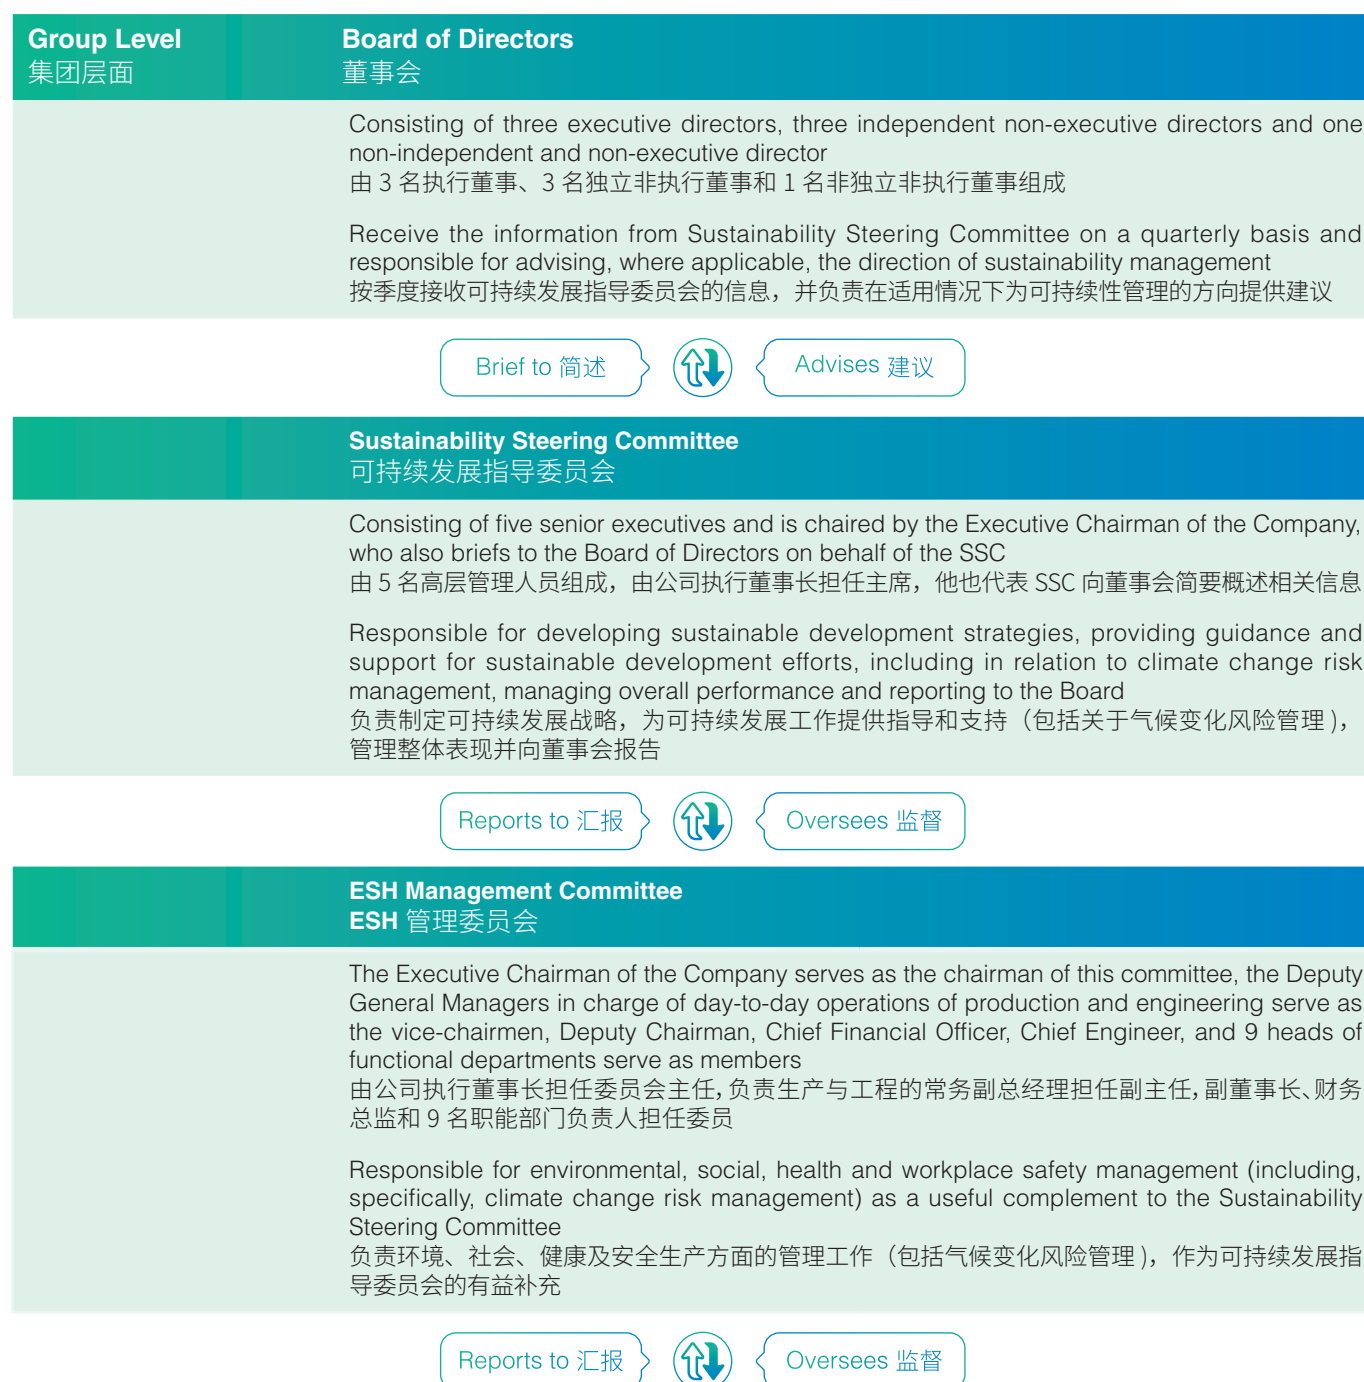 Group Level
集团层面
Board of Directors
董事会
Consisting of three executive directors, three independent non-executive directors and one
non-independent and non-executive director
由 3 名执行董事、3 名独立非执行董事和 1 名非独立非执行董事组成
Receive the information from Sustainability Steering Committee on a quarterly basis and
responsible for advising, where applicable, the direction of sustainability management
按季度接收可持续发展指导委员会的信息，并负责在适用情况下为可持续性管理的方向提供建议
Brief to 简述
Advises 建议
Sustainability Steering Committee
可持续发展指导委员会
Consisting of five senior executives and is chaired by the Executive Chairman of the Company,
who also briefs to the Board of Directors on behalf of the SSC
由 5 名高层管理人员组成，由公司执行董事长担任主席，他也代表 SSC 向董事会简要概述相关信息
Responsible for developing sustainable development strategies, providing guidance and
support for sustainable development efforts, including in relation to climate change risk
management, managing overall performance and reporting to the Board
负责制定可持续发展战略，为可持续发展工作提供指导和支持（包括关于气候变化风险管理 ),
管理整体表现并向董事会报告
Reports to 汇报
Oversees 监督
ESH Management Committee
ESH 管理委员会
The Executive Chairman of the Company serves as the chairman of this committee, the Deputy
General Managers in charge of day-to-day operations of production and engineering serve as
the vice-chairmen, Deputy Chairman, Chief Financial Officer, Chief Engineer, and 9 heads of
functional departments serve as members
由公司执行董事长担任委员会主任，负责生产与工程的常务副总经理担任副主任，副董事长、财务
总监和 9 名职能部门负责人担任委员
Responsible for environmental, social, health and workplace safety management (including,
specifically, climate change risk management) as a useful complement to the Sustainability
Steering Committee
负责环境、社会、健康及安全生产方面的管理工作（包括气候变化风险管理 )，作为可持续发展指
导委员会的有益补充
Reports to 汇报
Oversees 监督